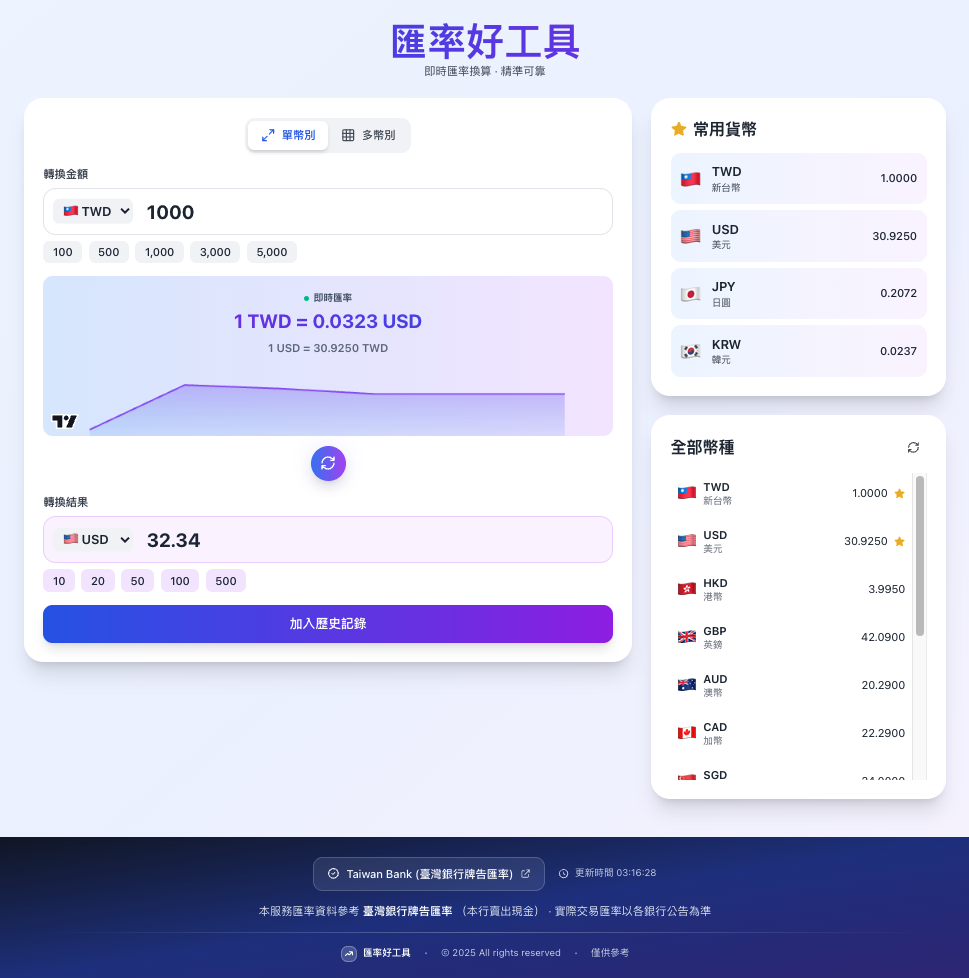 匯率好工具
即時匯率換算 · 精準可靠
單幣別 多幣別
轉換金額
TWD 1000
100 500 1,000 3,000 5,000
即時匯率
1 TWD = 0.0323 USD
1 USD = 30.9250 TWD
轉換結果
USD 32.34
10 20 50 100 500
加入歷史記錄
常用貨幣
TWD 1.0000
新台幣
USD 30.9250
美元
JPY 0.2072
日圓
KRW 0.0237
韓元
全部幣種
TWD 1.0000
新台幣
USD 30.9250
美元
HKD 3.9950
港幣
GBP 42.0900
英鎊
AUD 20.2900
澳幣
CAD 22.2900
加幣
SGD
Taiwan Bank (臺灣銀行牌告匯率) 更新時間 03:16:28
本服務匯率資料參考 臺灣銀行牌告匯率 （本行賣出現金） · 實際交易匯率以各銀行公告為準
匯率好工具 · © 2025 All rights reserved · 僅供參考